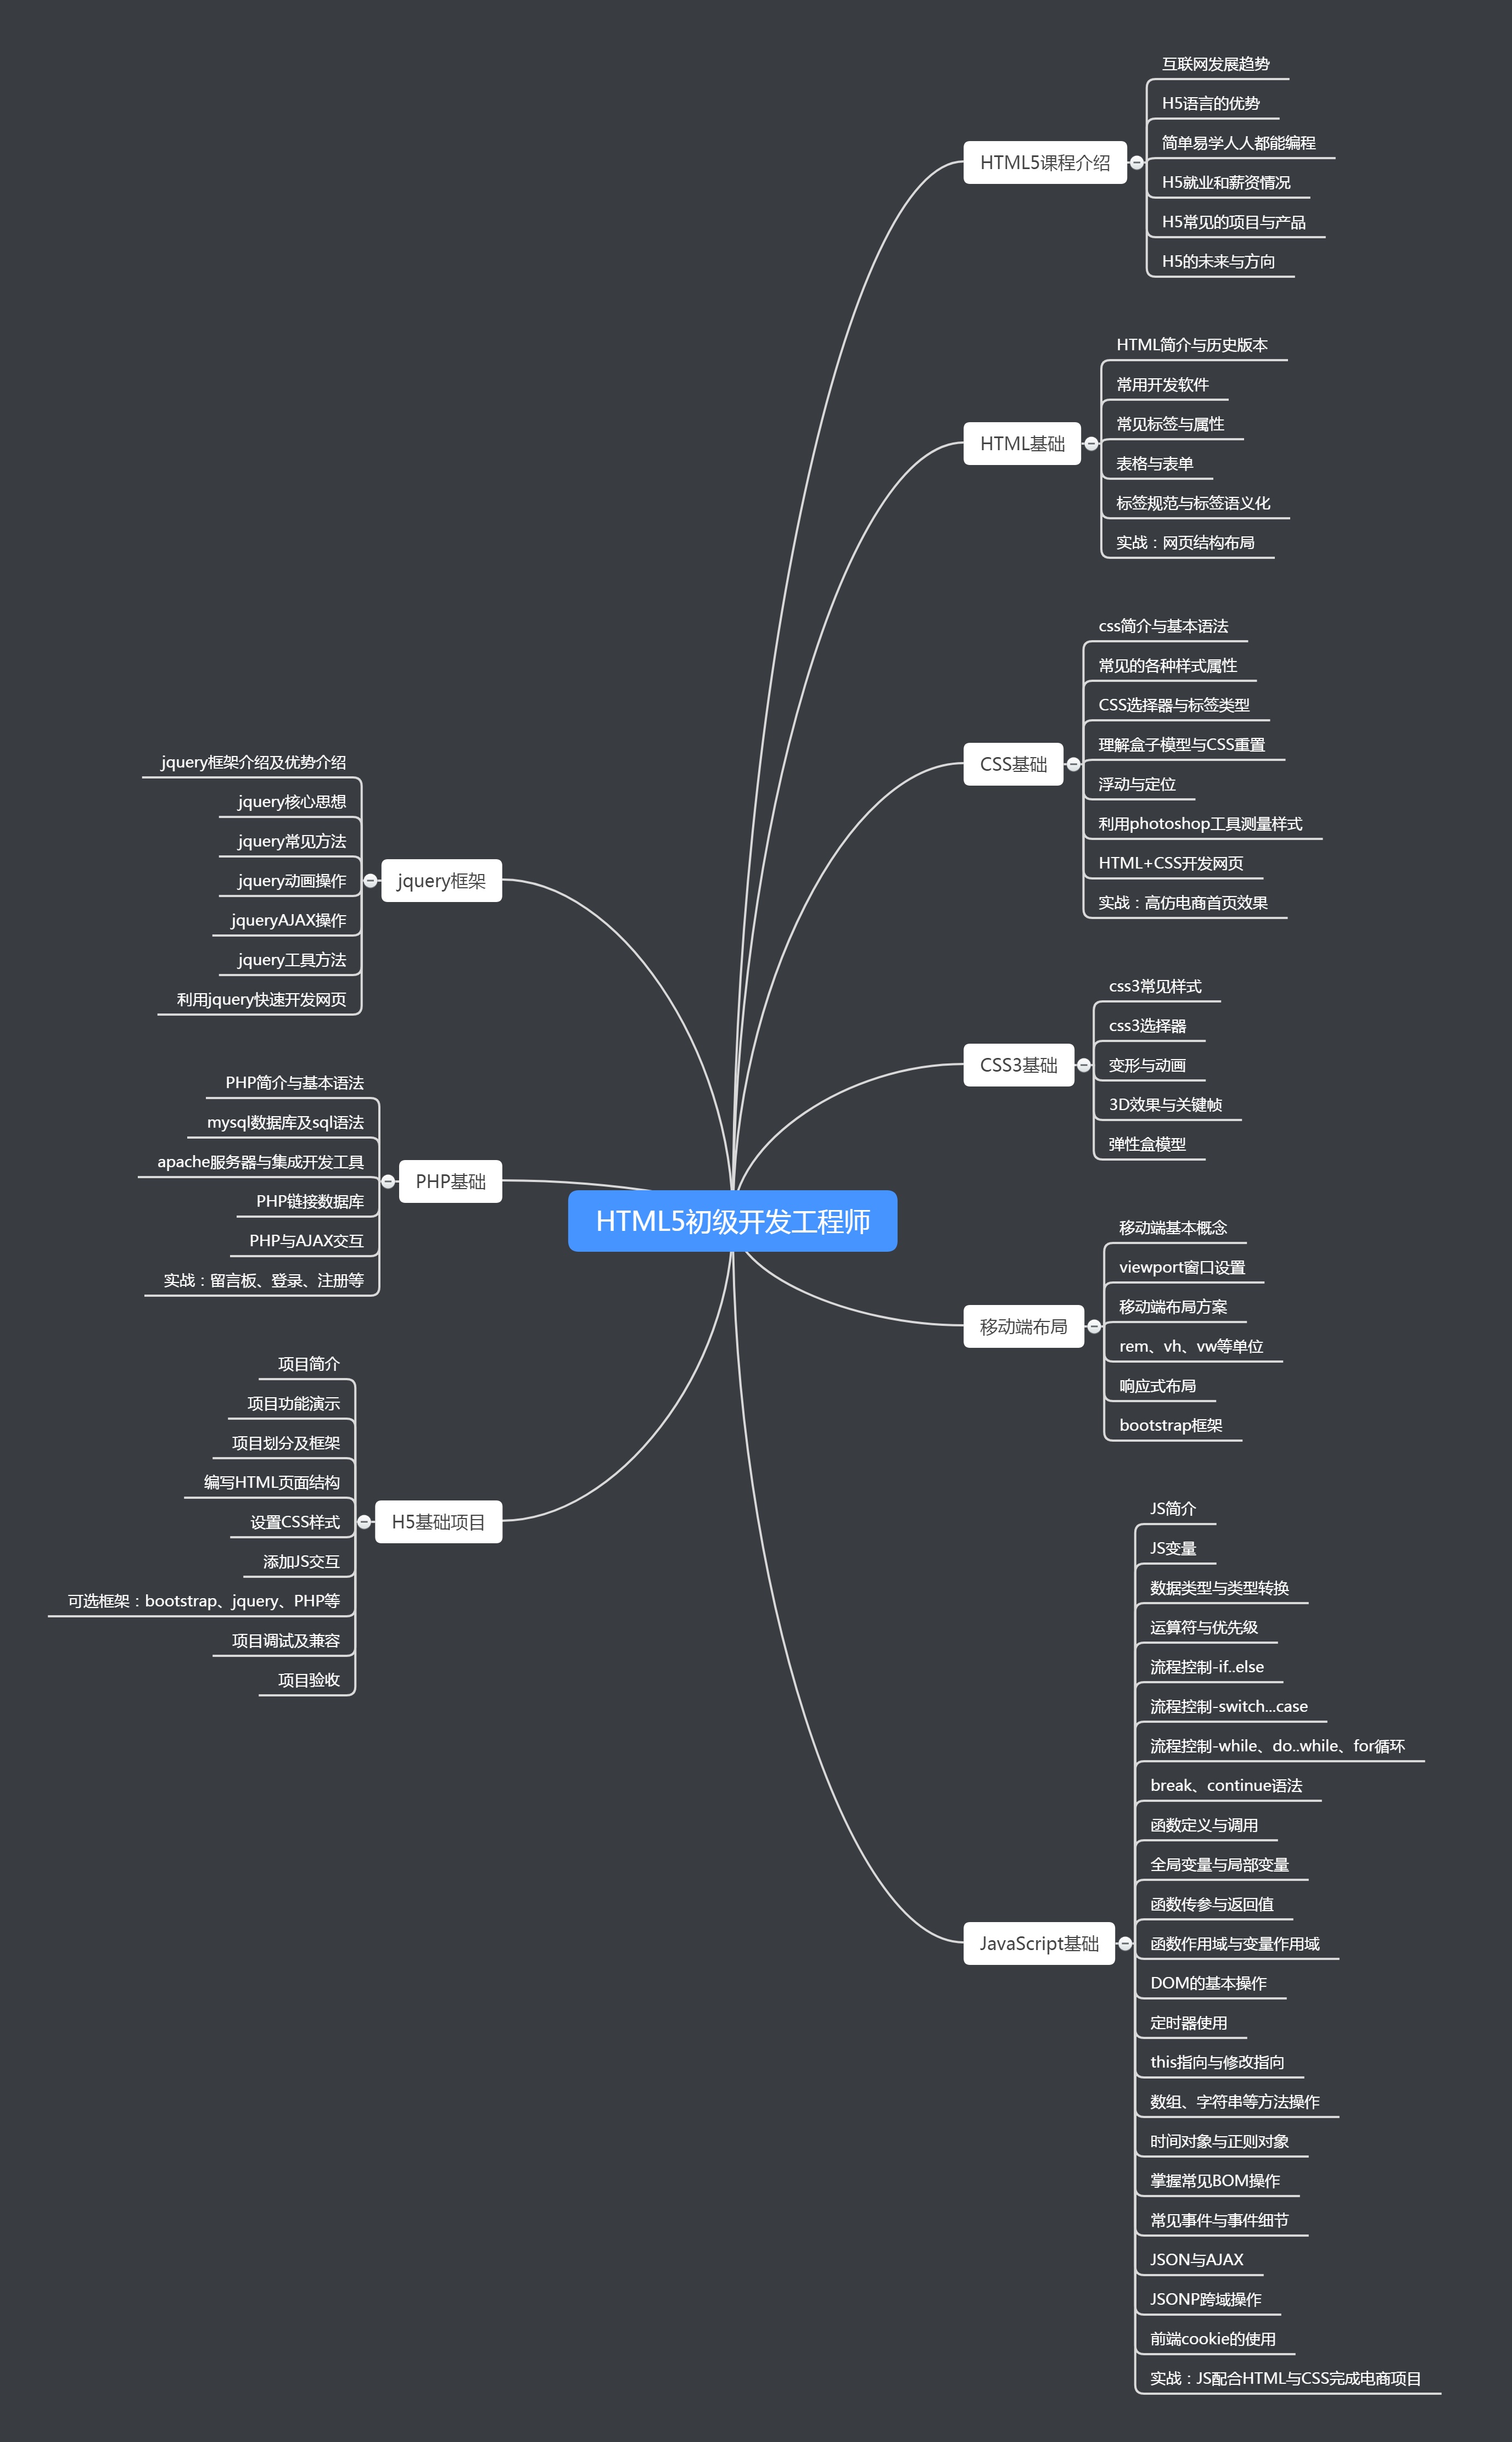 HTML5初级开发工程师
HTML5课程介绍
互联网发展趋势
H5语言的优势
简单易学人人都能编程
H5就业和薪资情况
H5常见的项目与产品
H5的未来与方向
HTML基础
HTML简介与历史版本
常用开发软件
常见标签与属性
表格与表单
标签规范与标签语义化
实战：网页结构布局
CSS基础
css简介与基本语法
常见的各种样式属性
CSS选择器与标签类型
理解盒子模型与CSS重置
浮动与定位
利用photoshop工具测量样式
HTML+CSS开发网页
实战：高仿电商首页效果
CSS3基础
css3常见样式
css3选择器
变形与动画
3D效果与关键帧
弹性盒模型
移动端布局
移动端基本概念
viewport窗口设置
移动端布局方案
rem、vh、vw等单位
响应式布局
bootstrap框架
JavaScript基础
JS简介
JS变量
数据类型与类型转换
运算符与优先级
流程控制-if..else
流程控制-switch...case
流程控制-while、do..while、for循环
break、continue语法
函数定义与调用
全局变量与局部变量
函数传参与返回值
函数作用域与变量作用域
DOM的基本操作
定时器使用
this指向与修改指向
数组、字符串等方法操作
时间对象与正则对象
掌握常见BOM操作
常见事件与事件细节
JSON与AJAX
JSONP跨域操作
前端cookie的使用
实战：JS配合HTML与CSS完成电商项目
jquery框架
jquery框架介绍及优势介绍
jquery核心思想
jquery常见方法
jquery动画操作
jqueryAJAX操作
jquery工具方法
利用jquery快速开发网页
PHP基础
PHP简介与基本语法
mysql数据库及sql语法
apache服务器与集成开发工具
PHP链接数据库
PHP与AJAX交互
实战：留言板、登录、注册等
H5基础项目
项目简介
项目功能演示
项目划分及框架
编写HTML页面结构
设置CSS样式
添加JS交互
可选框架：bootstrap、jquery、PHP等
项目调试及兼容
项目验收